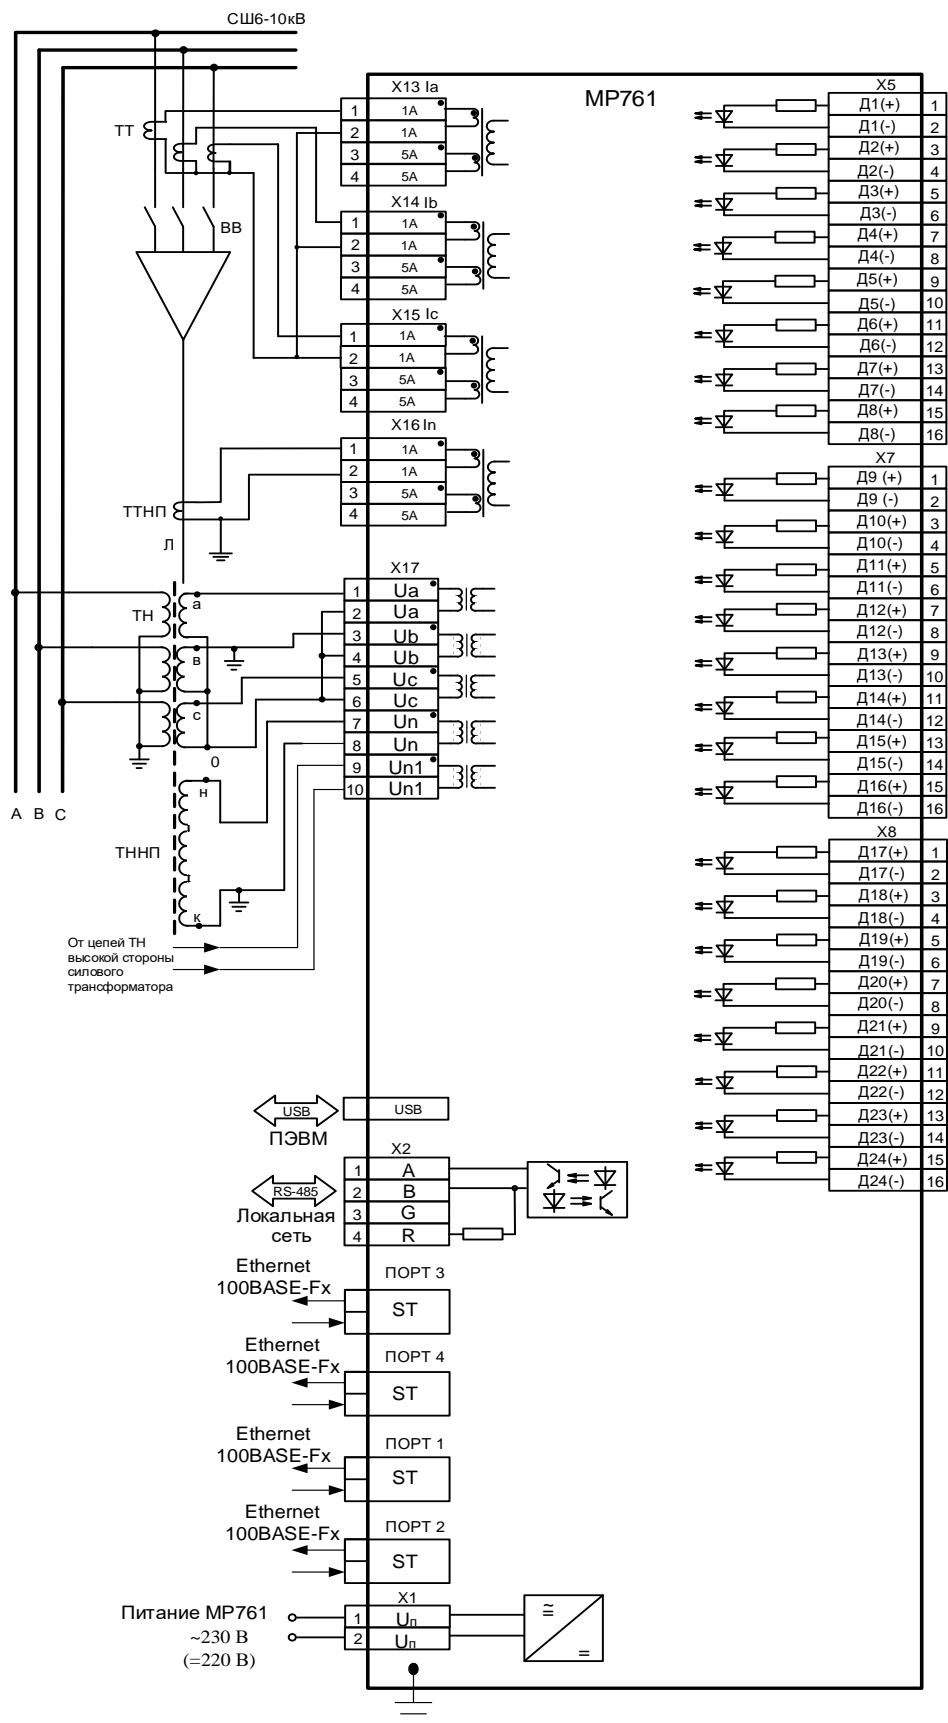 СШ6-10кВ
МР761
ТТ
ВВ
X13 Ia
1 1А
2 1А
3 5А
4 5А
X14 Ib
1 1А
2 1А
3 5А
4 5А
X15 Ic
1 1А
2 1А
3 5А
4 5А
X16 In
1 1А
2 1А
3 5А
4 5А
ТТНП
Л
X17
1 Ua
2 Ua
3 Ub
4 Ub
5 Uc
6 Uc
7 Un
8 Un
9 Un1
10 Un1
ТН
а
в
с
0
н
ТННП
к
А В С
От цепей ТН
высокой стороны
силового
трансформатора
USB
USB
ПЭВМ
X2
1 A
2 B
3 G
4 R
RS-485
Локальная
сеть
Ethernet
100BASE-Fx
ПОРТ 3
ST
Ethernet
100BASE-Fx
ПОРТ 4
ST
Ethernet
100BASE-Fx
ПОРТ 1
ST
Ethernet
100BASE-Fx
ПОРТ 2
ST
X1
1 Uп
2 Uп
Питание МР761
~230 В
(=220 В)
≂
=
X5
Д1(+) 1
Д1(-) 2
Д2(+) 3
Д2(-) 4
Д3(+) 5
Д3(-) 6
Д4(+) 7
Д4(-) 8
Д5(+) 9
Д5(-) 10
Д6(+) 11
Д6(-) 12
Д7(+) 13
Д7(-) 14
Д8(+) 15
Д8(-) 16
X7
Д9 (+) 1
Д9 (-) 2
Д10(+) 3
Д10(-) 4
Д11(+) 5
Д11(-) 6
Д12(+) 7
Д12(-) 8
Д13(+) 9
Д13(-) 10
Д14(+) 11
Д14(-) 12
Д15(+) 13
Д15(-) 14
Д16(+) 15
Д16(-) 16
X8
Д17(+) 1
Д17(-) 2
Д18(+) 3
Д18(-) 4
Д19(+) 5
Д19(-) 6
Д20(+) 7
Д20(-) 8
Д21(+) 9
Д21(-) 10
Д22(+) 11
Д22(-) 12
Д23(+) 13
Д23(-) 14
Д24(+) 15
Д24(-) 16